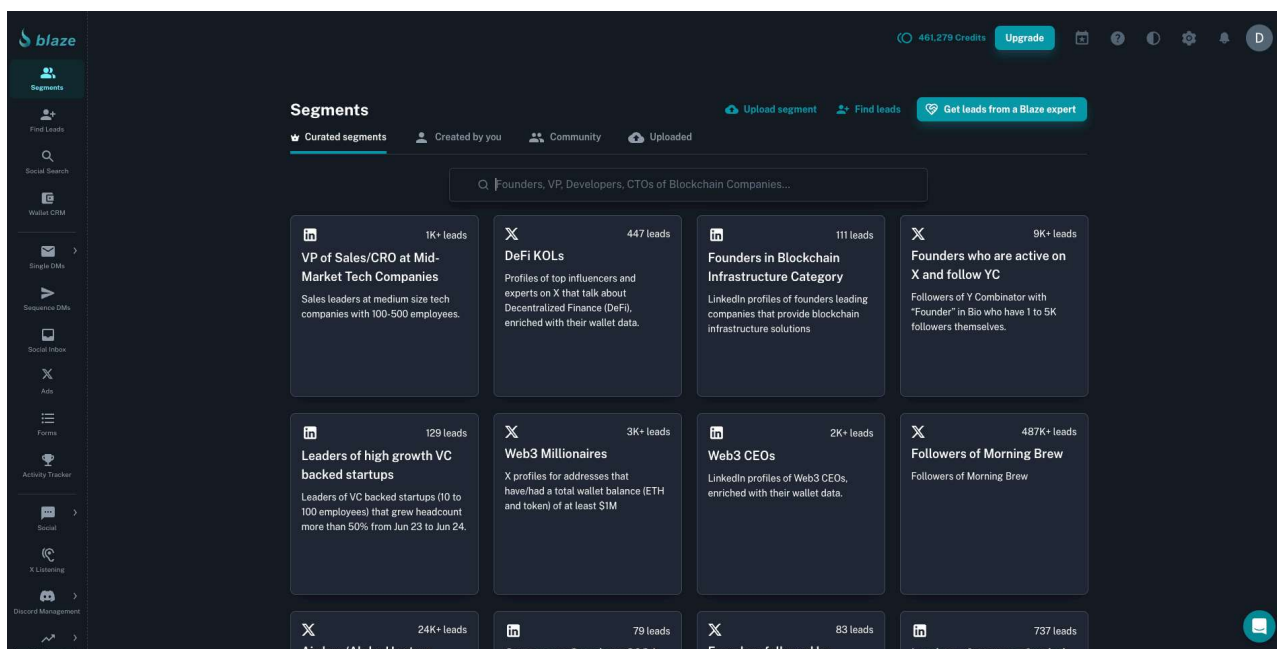 blaze
461,279 Credits
Upgrade
D
Segments
Find Leads
Social Search
Wallet CRM
Single DMs
Sequence DMs
Social Inbox
Ads
Forms
Activity Tracker
Social
X Listening
Discord Management
Segments
Upload segment
Find leads
Get leads from a Blaze expert
Curated segments
Created by you
Community
Uploaded
Founders, VP, Developers, CTOs of Blockchain Companies...
1K+ leads
VP of Sales/CRO at Mid-
Market Tech Companies
Sales leaders at medium size tech
companies with 100-500 employees.
447 leads
DeFi KOLs
Profiles of top influencers and
experts on X that talk about
Decentralized Finance (DeFi),
enriched with their wallet data.
111 leads
Founders in Blockchain
Infrastructure Category
LinkedIn profiles of founders leading
companies that provide blockchain
infrastructure solutions
9K+ leads
Founders who are active on
X and follow YC
Followers of Y Combinator with
"Founder" in Bio who have 1 to 5K
followers themselves.
129 leads
Leaders of high growth VC
backed startups
Leaders of VC backed startups (10 to
100 employees) that grew headcount
more than 50% from Jun 23 to Jun 24.
3K+ leads
Web3 Millionaires
X profiles for addresses that
have/had a total wallet balance (ETH
and token) of at least $1M
2K+ leads
Web3 CEOs
LinkedIn profiles of Web3 CEOs,
enriched with their wallet data.
487K+ leads
Followers of Morning Brew
Followers of Morning Brew
24K+ leads
79 leads
83 leads
737 leads